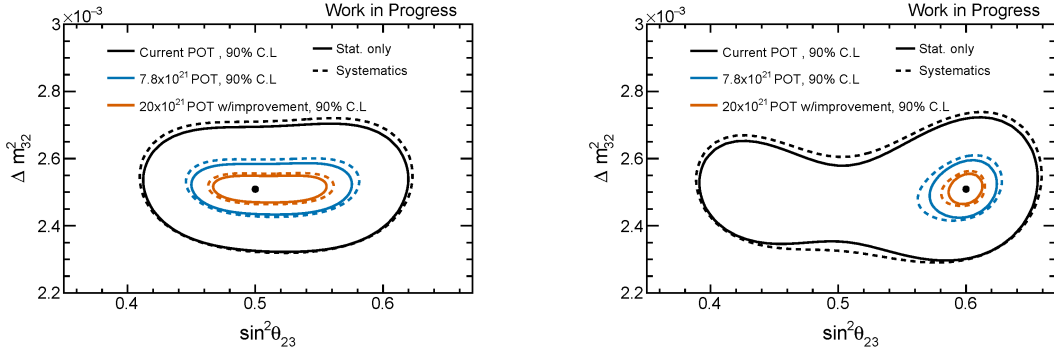 Work in Progress
×10⁻³
3
2.8
2.6
2.4
2.2
Δ m²₃₂
Current POT , 90% C.L
7.8x10²¹ POT, 90% C.L
20x10²¹ POT w/improvement, 90% C.L
Stat. only
Systematics
0.4 0.5 0.6
sin²θ₂₃
Work in Progress
×10⁻³
3
2.8
2.6
2.4
2.2
Δ m²₃₂
Current POT , 90% C.L
7.8x10²¹ POT, 90% C.L
20x10²¹ POT w/improvement, 90% C.L
Stat. only
Systematics
0.4 0.5 0.6
sin²θ₂₃